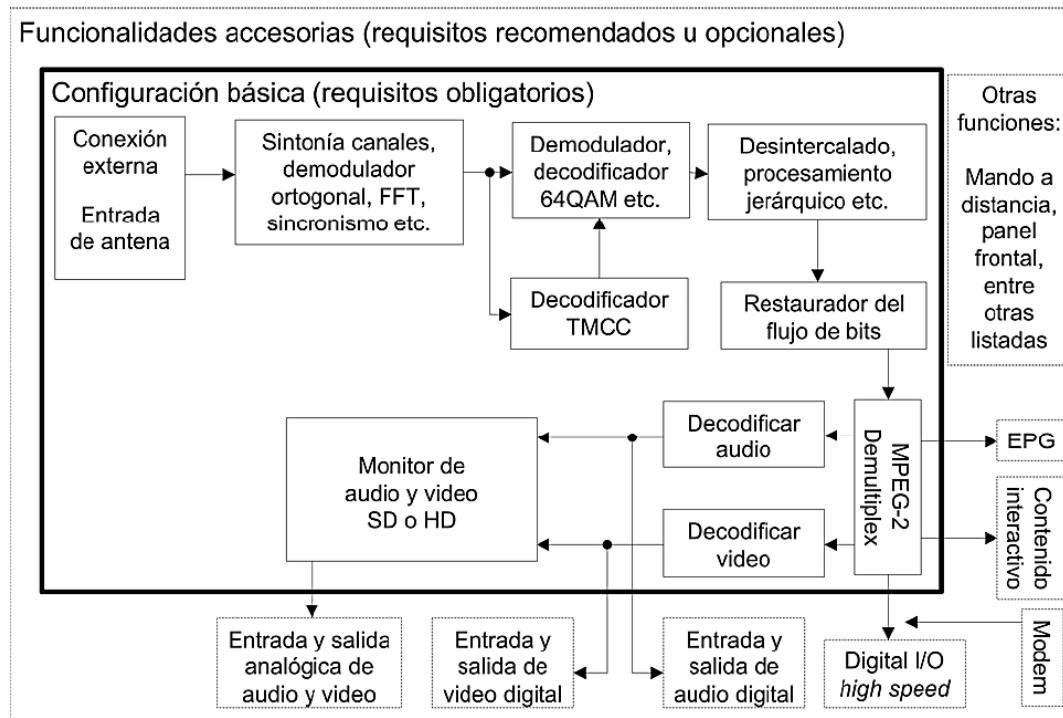 Funcionalidades accesorias (requisitos recomendados u opcionales)
Configuración básica (requisitos obligatorios)
Conexión
externa
Entrada
de antena
Sintonía canales,
demodulador
ortogonal, FFT,
sincronismo etc.
Demodulador,
decodificador
64QAM etc.
Desintercalado,
procesamiento
jerárquico etc.
Otras
funciones:
Mando a
distancia,
panel
frontal,
entre
otras
listadas
Decodificador
TMCC
Restaurador del
flujo de bits
Monitor de
audio y video
SD o HD
Decodificar
audio
Decodificar
video
MPEG-2
Demultiplex
EPG
Contenido
interactivo
Modem
Entrada y salida
analógica de
audio y video
Entrada y
salida de
video digital
Entrada y
salida de
audio digital
Digital I/O
high speed